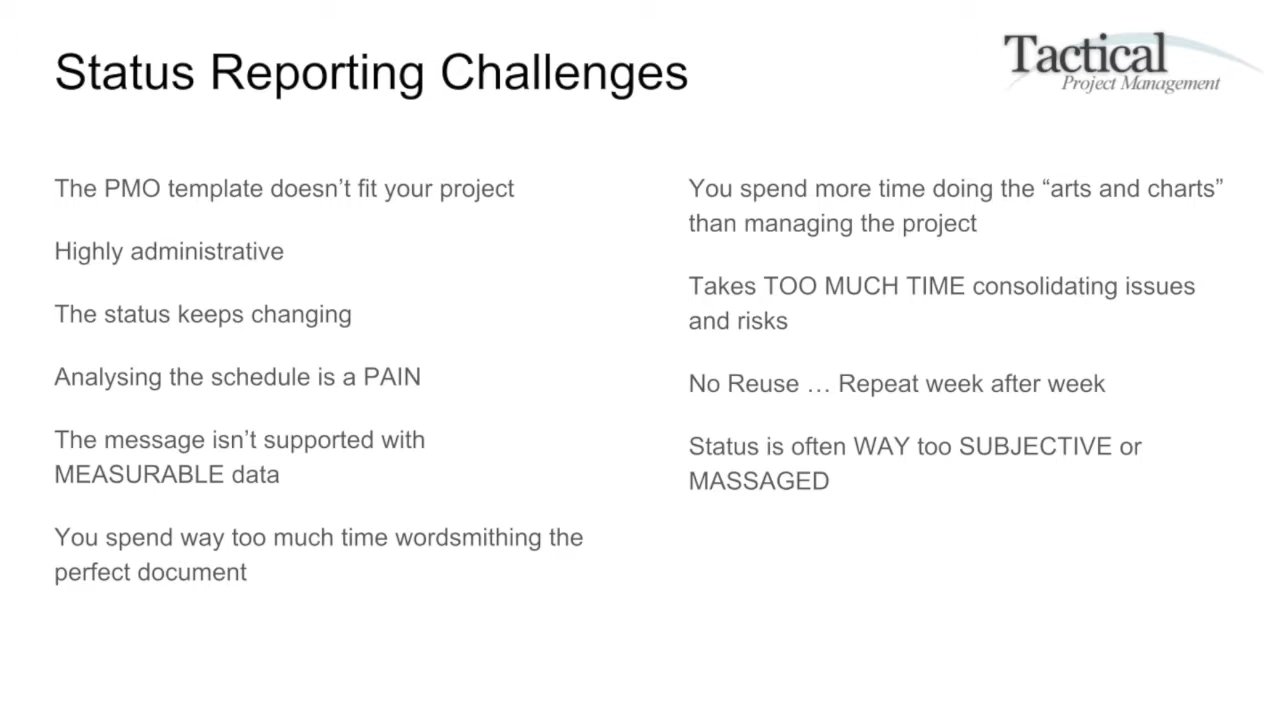 Status Reporting Challenges
Tactical
Project Management
The PMO template doesn’t fit your project
Highly administrative
The status keeps changing
Analysing the schedule is a PAIN
The message isn’t supported with
MEASURABLE data
You spend way too much time wordsmithing the
perfect document
You spend more time doing the “arts and charts”
than managing the project
Takes TOO MUCH TIME consolidating issues
and risks
No Reuse … Repeat week after week
Status is often WAY too SUBJECTIVE or
MASSAGED